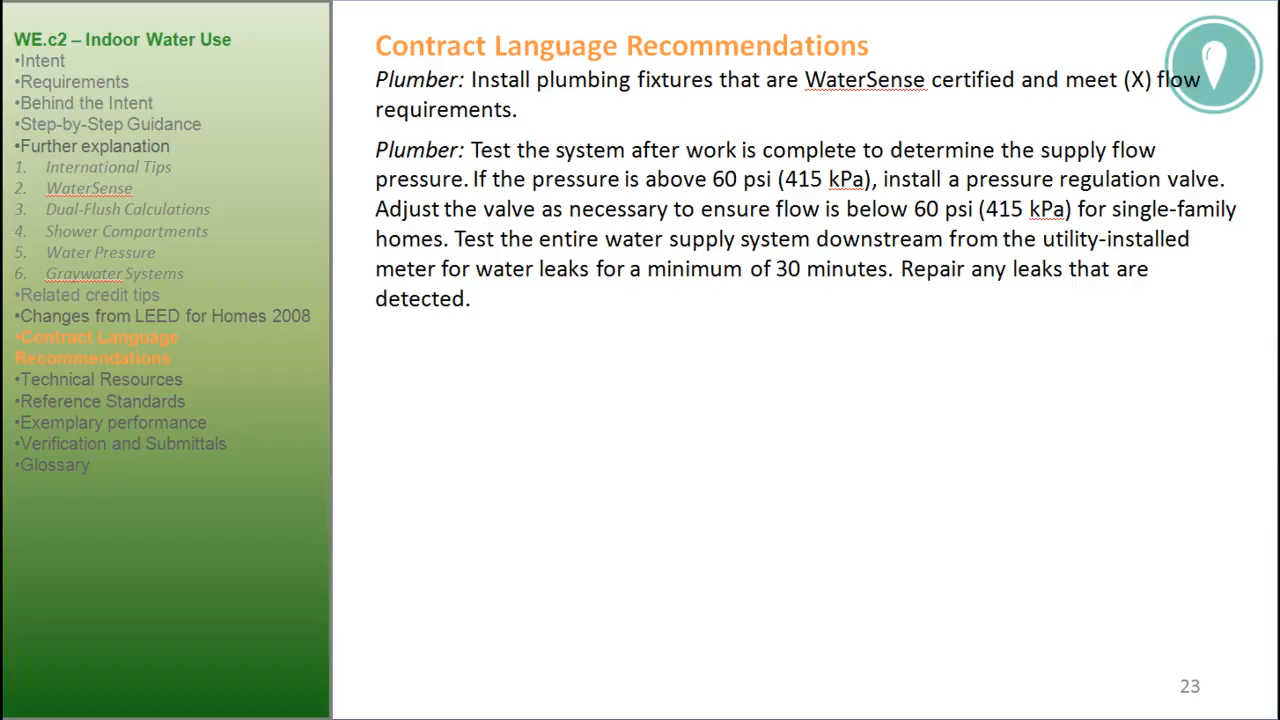 WE.c2 – Indoor Water Use
•Intent
•Requirements
•Behind the Intent
•Step-by-Step Guidance
•Further explanation
1. International Tips
2. WaterSense
3. Dual-Flush Calculations
4. Shower Compartments
5. Water Pressure
6. Graywater Systems
•Related credit tips
•Changes from LEED for Homes 2008
•Contract Language
Recommendations
•Technical Resources
•Reference Standards
•Exemplary performance
•Verification and Submittals
•Glossary
Contract Language Recommendations
Plumber: Install plumbing fixtures that are WaterSense certified and meet (X) flow
requirements.
Plumber: Test the system after work is complete to determine the supply flow
pressure. If the pressure is above 60 psi (415 kPa), install a pressure regulation valve.
Adjust the valve as necessary to ensure flow is below 60 psi (415 kPa) for single-family
homes. Test the entire water supply system downstream from the utility-installed
meter for water leaks for a minimum of 30 minutes. Repair any leaks that are
detected.
23